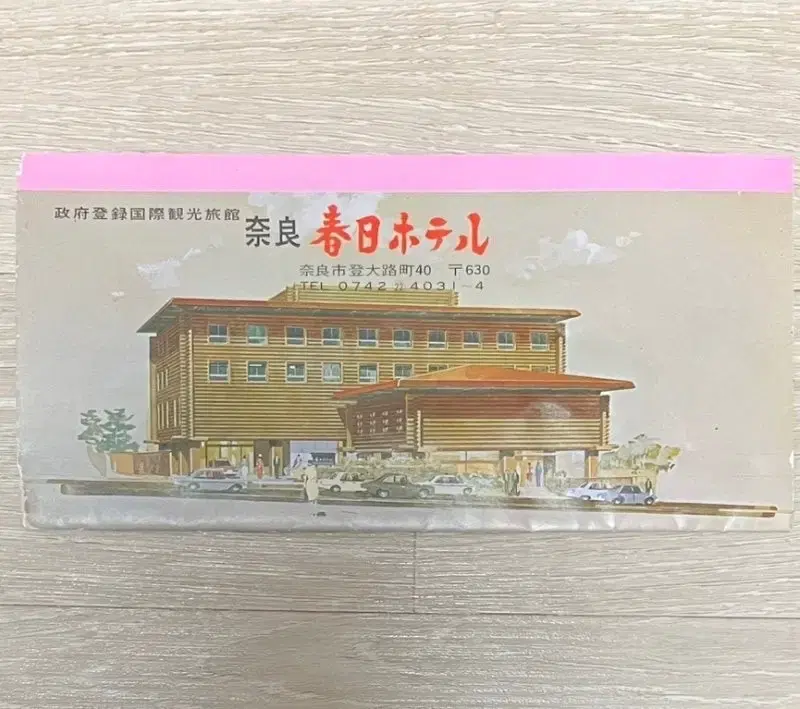 政府登録国際観光旅館
奈良 春日ホテル
奈良市登大路町40 〒630
TEL 0742 22 4031~4